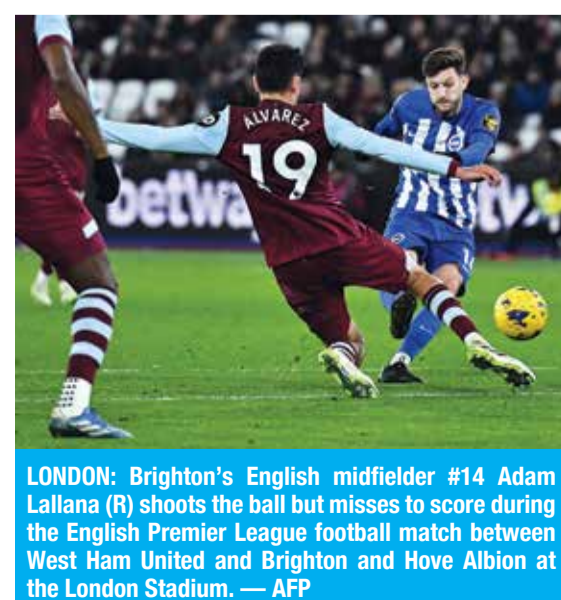 ALVAREZ
19
betwa
LONDON: Brighton's English midfielder #14 Adam
Lallana (R) shoots the ball but misses to score during
the English Premier League football match between
West Ham United and Brighton and Hove Albion at
the London Stadium. — AFP